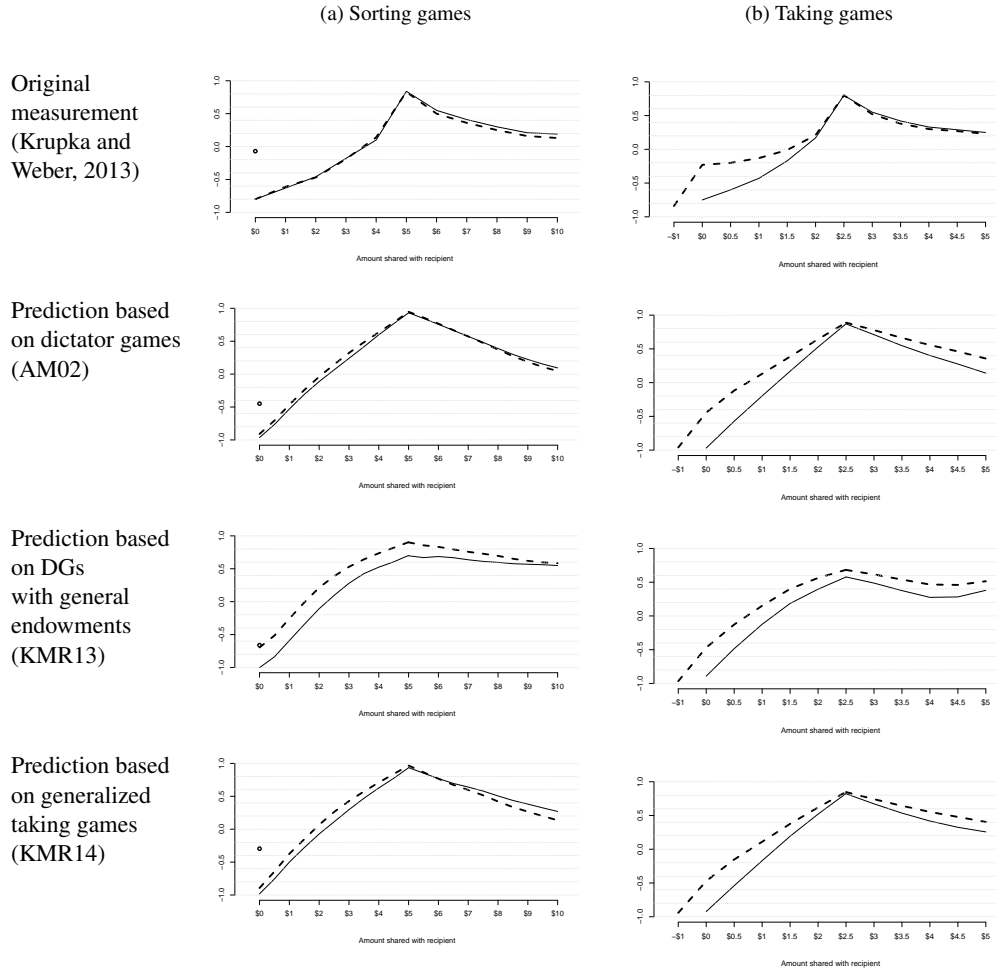 (a) Sorting games
(b) Taking games
Original
measurement
(Krupka and
Weber, 2013)
1.0
0.5
0.0
−0.5
−1.0
$0 $1 $2 $3 $4 $5 $6 $7 $8 $9 $10
Amount shared with recipient
1.0
0.5
0.0
−0.5
−1.0
−$1 $0 $0.5 $1 $1.5 $2 $2.5 $3 $3.5 $4 $4.5 $5
Amount shared with recipient
Prediction based
on dictator games
(AM02)
1.0
0.5
0.0
−0.5
−1.0
$0 $1 $2 $3 $4 $5 $6 $7 $8 $9 $10
Amount shared with recipient
1.0
0.5
0.0
−0.5
−1.0
−$1 $0 $0.5 $1 $1.5 $2 $2.5 $3 $3.5 $4 $4.5 $5
Amount shared with recipient
Prediction based
on DGs
with general
endowments
(KMR13)
1.0
0.5
0.0
−0.5
−1.0
$0 $1 $2 $3 $4 $5 $6 $7 $8 $9 $10
Amount shared with recipient
1.0
0.5
0.0
−0.5
−1.0
−$1 $0 $0.5 $1 $1.5 $2 $2.5 $3 $3.5 $4 $4.5 $5
Amount shared with recipient
Prediction based
on generalized
taking games
(KMR14)
1.0
0.5
0.0
−0.5
−1.0
$0 $1 $2 $3 $4 $5 $6 $7 $8 $9 $10
Amount shared with recipient
1.0
0.5
0.0
−0.5
−1.0
−$1 $0 $0.5 $1 $1.5 $2 $2.5 $3 $3.5 $4 $4.5 $5
Amount shared with recipient